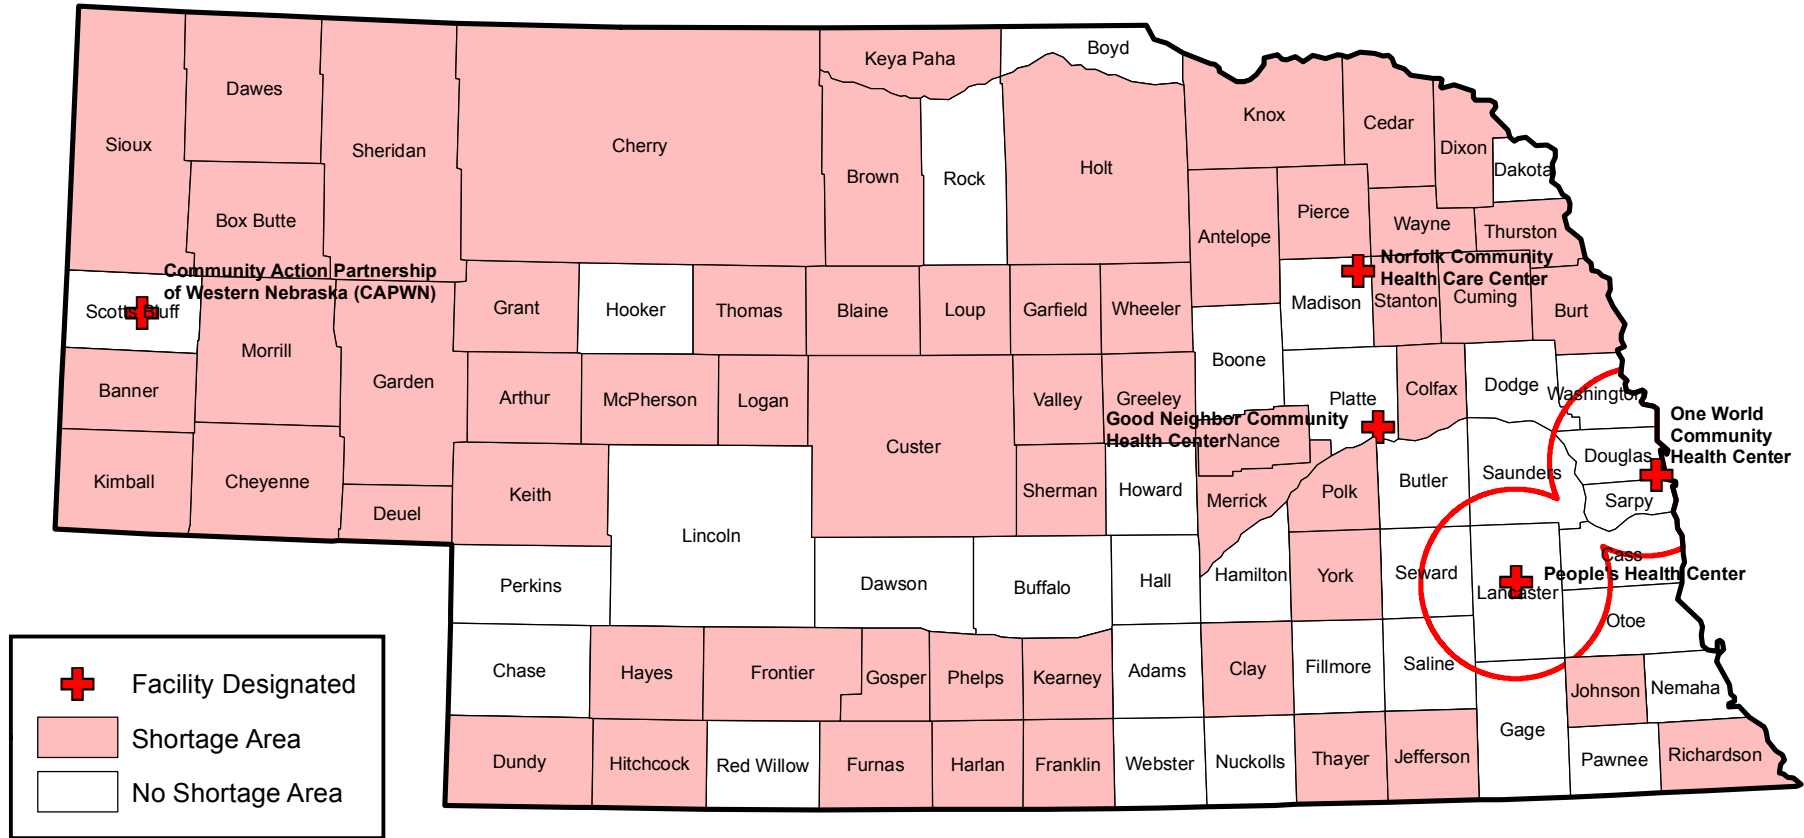 Boyd
Keya Paha
Dawes
Knox
Cedar
Sioux
Sheridan
Cherry
Dixon
Holt
Dakota
Brown
Rock
Box Butte
Pierce
Wayne
Thurston
Antelope
Community Action Partnership
of Western Nebraska (CAPWN)
Norfolk Community
Health Care Center
Scotts Bluff
Grant
Hooker
Thomas
Blaine
Loup
Garfield
Wheeler
Madison
Stanton
Cuming
Burt
Morrill
Boone
Banner
Garden
Arthur
McPherson
Logan
Valley
Greeley
Platte
Colfax
Dodge
Washington
Good Neighbor Community
Health Center
Nance
One World
Community
Health Center
Custer
Douglas
Kimball
Cheyenne
Keith
Sherman
Howard
Merrick
Polk
Butler
Saunders
Sarpy
Deuel
Lincoln
Perkins
Dawson
Buffalo
Hall
Hamilton
York
Seward
Cass
People's Health Center
Lancaster
Otoe
Chase
Hayes
Frontier
Gosper
Phelps
Kearney
Adams
Clay
Fillmore
Saline
Johnson
Nemaha
Facility Designated
Shortage Area
No Shortage Area
Dundy
Hitchcock
Red Willow
Furnas
Harlan
Franklin
Webster
Nuckolls
Thayer
Jefferson
Gage
Pawnee
Richardson